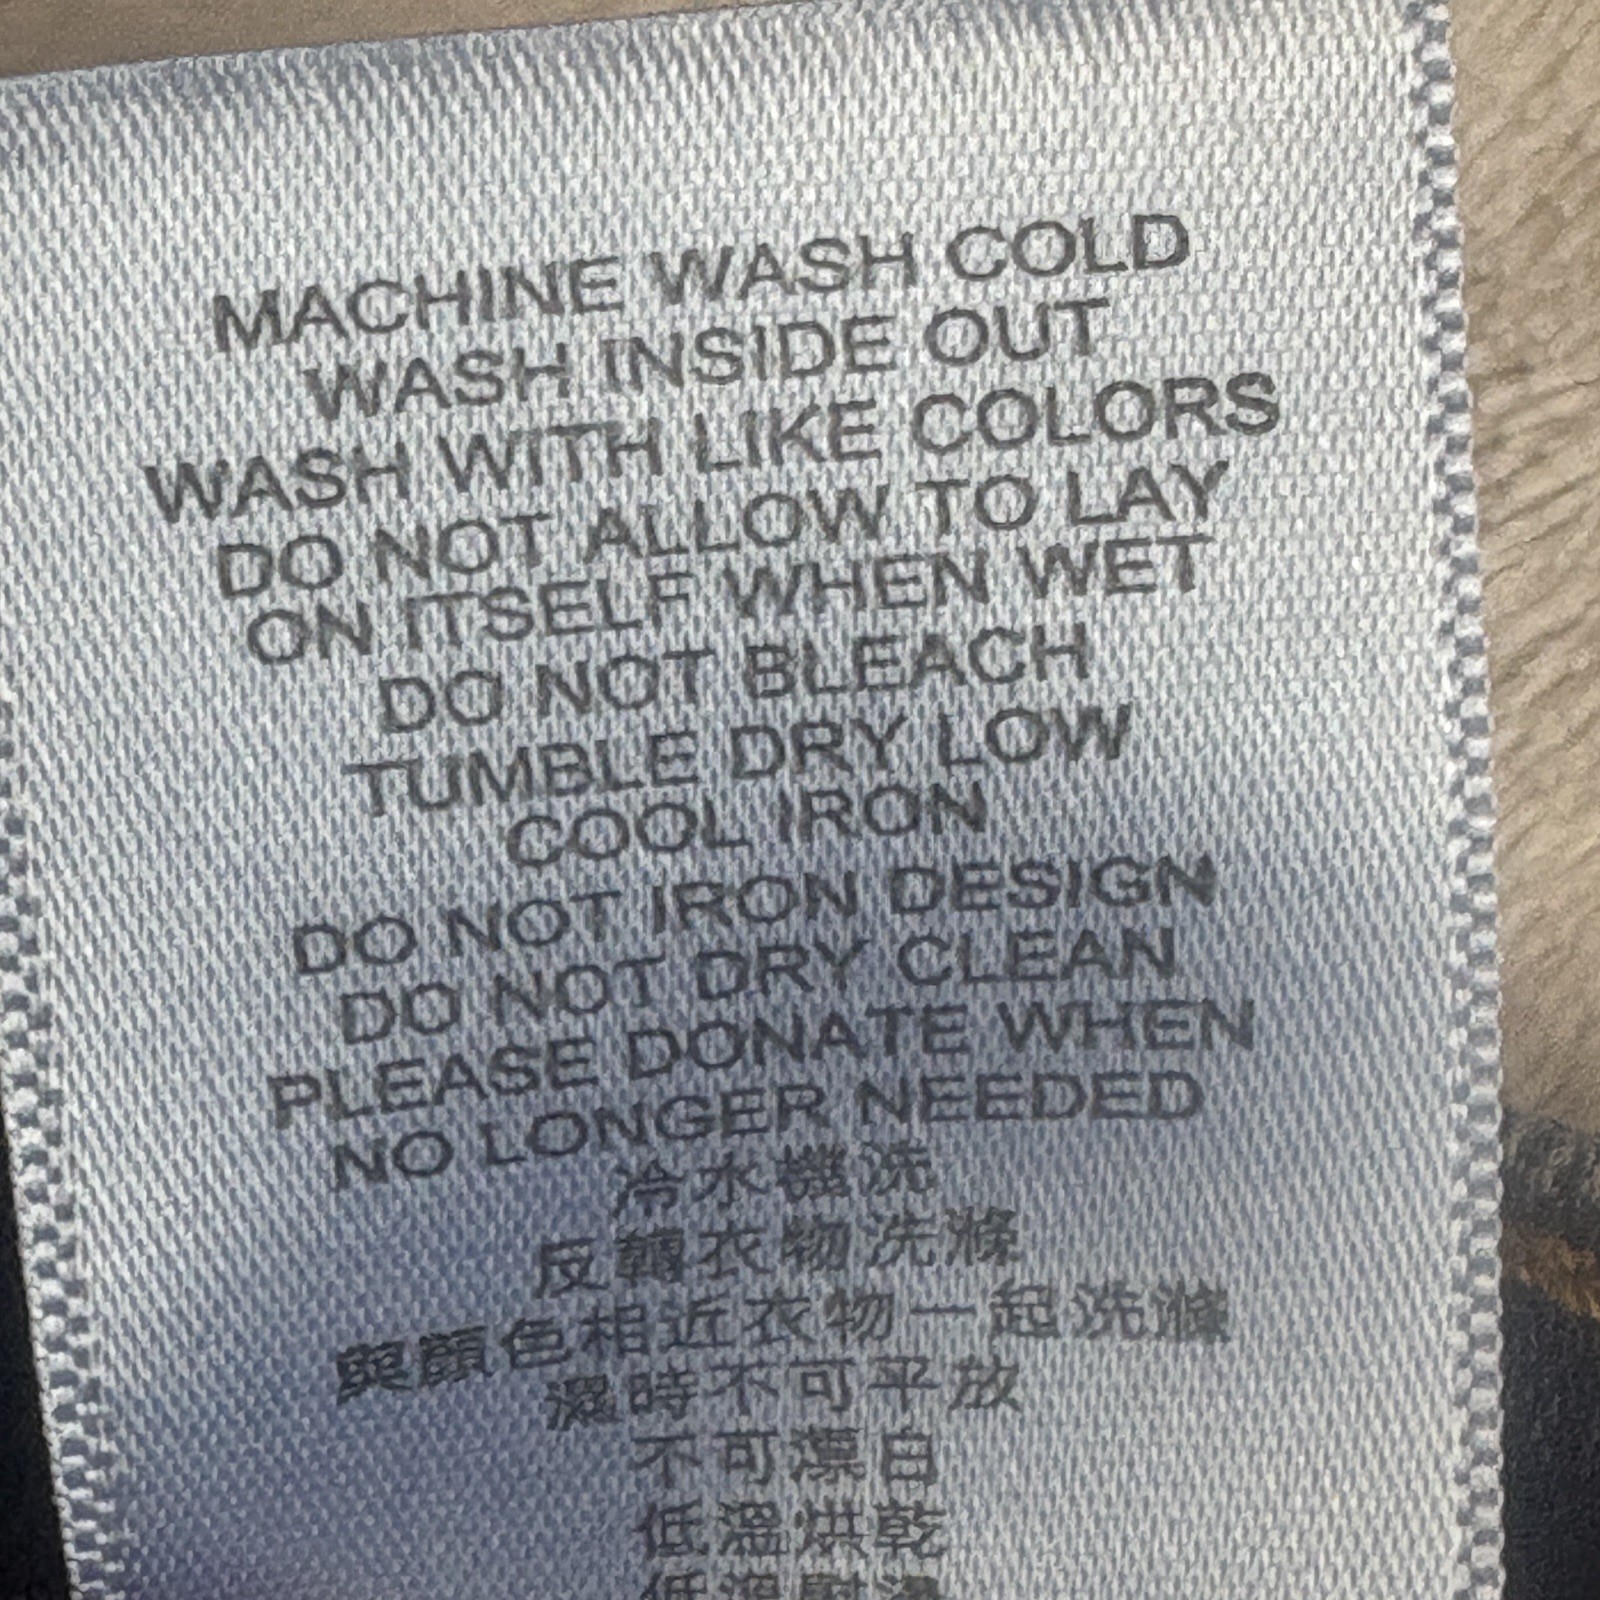 MACHINE WASH COLD
WASH INSIDE OUT
WASH WITH LIKE COLORS
DO NOT ALLOW TO LAY
ON ITSELF WHEN WET
DO NOT BLEACH
TUMBLE DRY LOW
COOL IRON
DO NOT IRON DESIGN
DO NOT DRY CLEAN
PLEASE DONATE WHEN
NO LONGER NEEDED
冷水機洗
反轉衣物洗滌
與顏色相近衣物一起洗滌
濕時不可平放
不可漂白
低溫烘乾
低溫熨燙